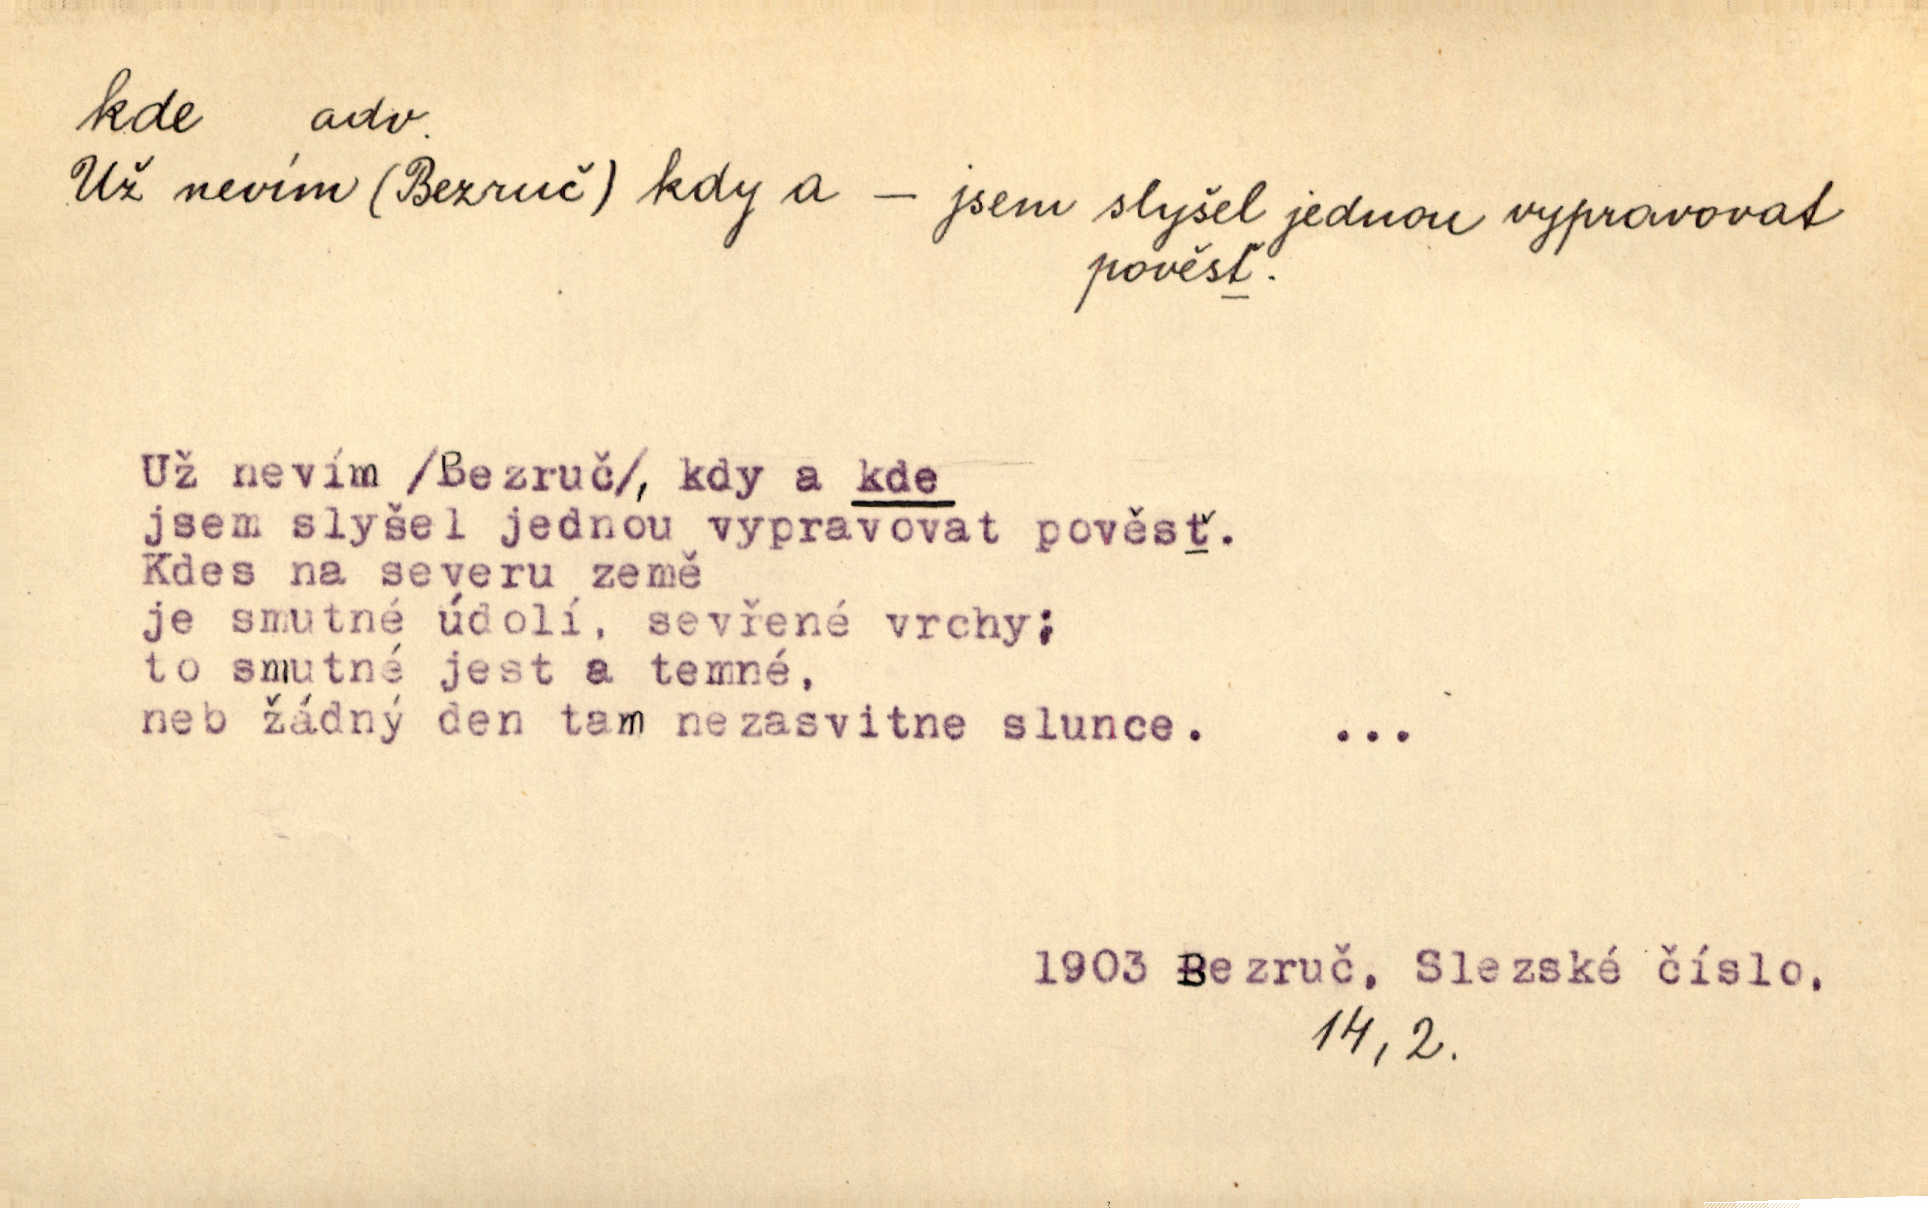 kde adv.
Už nevím (Bezruč) kdy a — jsem slyšel jednou vypravovat
pověsť.
Už nevím /Bezruč/, kdy a kde
jsem slyšel jednou vypravovat pověsť.
Kdes na severu země
je smutné údolí, sevřené vrchy;
to smutné jest a temné,
neb žádný den tam nezasvitne slunce. ...
1903 Bezruč, Slezské číslo,
14, 2.